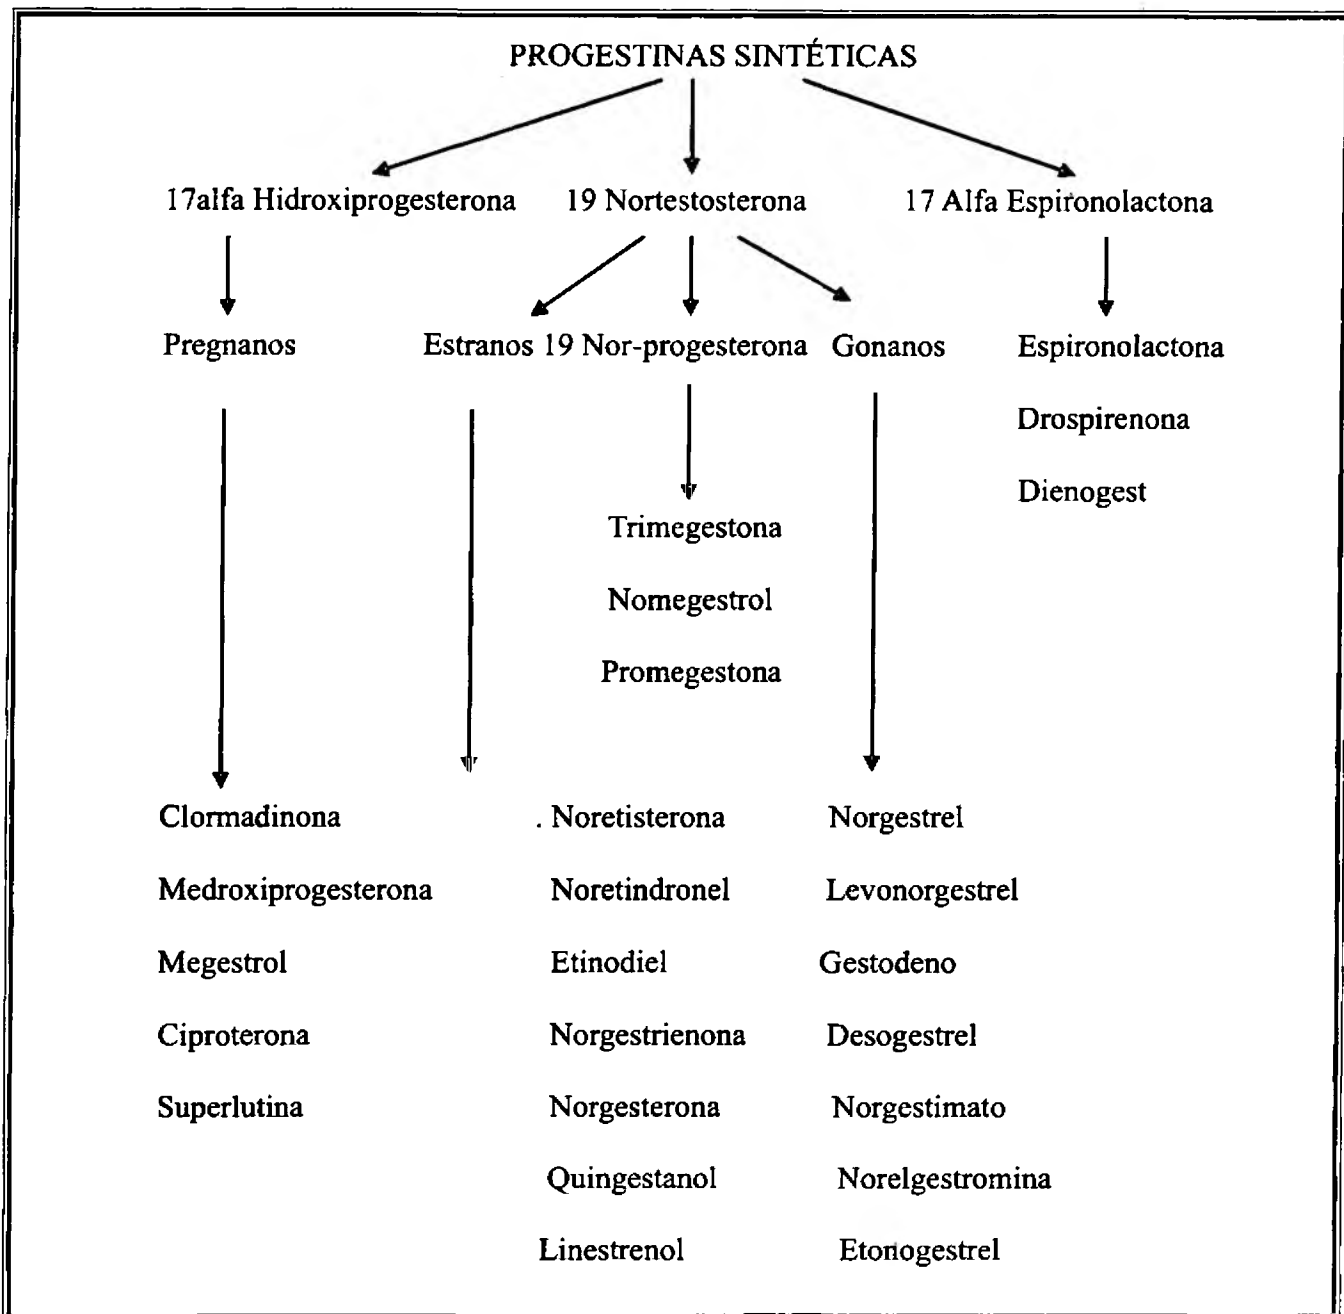 PROGESTINAS SINTÉTICAS
17alfa Hidroxiprogesterona 19 Nortestosterona 17 Alfa Espironolactona
Pregnanos Estranos 19 Nor-progesterona Gonanos Espironolactona
Drospirenona
Dienogest
Trimegestona
Nomegestrol
Promegestona
Clormadinona . Noretisterona Norgestrel
Medroxiprogesterona Noretindronel Levonorgestrel
Megestrol Etinodiel Gestodeno
Ciproterona Norgestrienona Desogestrel
Superlutina Norgesterona Norgestimato
Quingestanol Norelgestromina
Linestrenol Etonogestrel